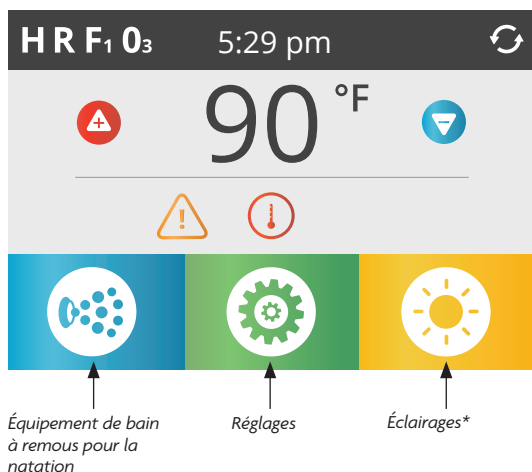 H R F1 03 5:29 pm
90 °F
Équipement de bain
à remous pour la
natation
Réglages
Éclairages*